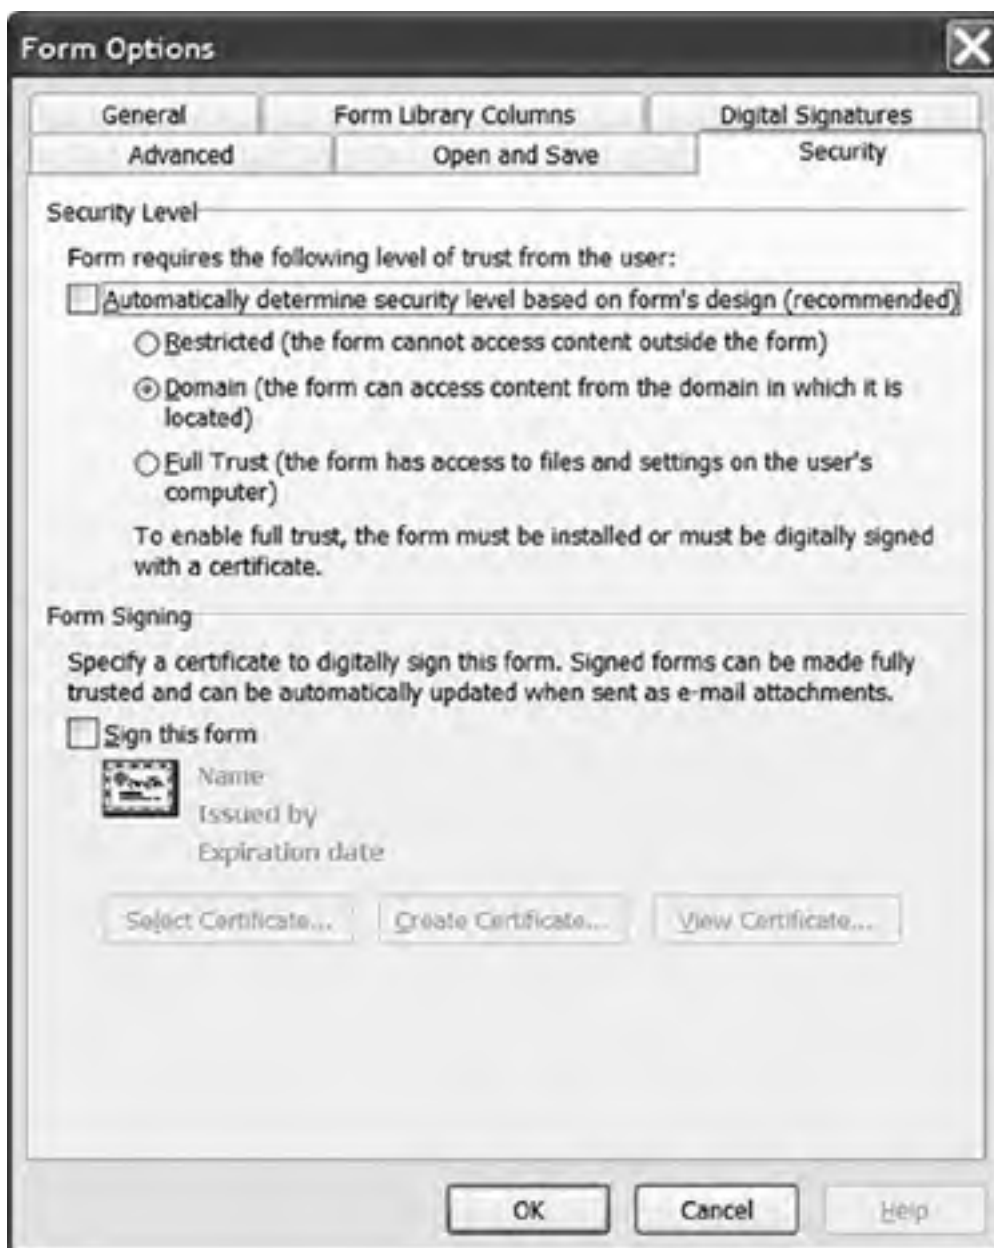 Form Options
General Form Library Columns Digital Signatures
Advanced Open and Save Security
Security Level
Form requires the following level of trust from the user:
Automatically determine security level based on form's design (recommended)
Restricted (the form cannot access content outside the form)
Domain (the form can access content from the domain in which it is
located)
Full Trust (the form has access to files and settings on the user's
computer)
To enable full trust, the form must be installed or must be digitally signed
with a certificate.
Form Signing
Specify a certificate to digitally sign this form. Signed forms can be made fully
trusted and can be automatically updated when sent as e-mail attachments.
Sign this form
Name
Issued by
Expiration date
Select Certificate... Create Certificate... View Certificate...
OK Cancel Help